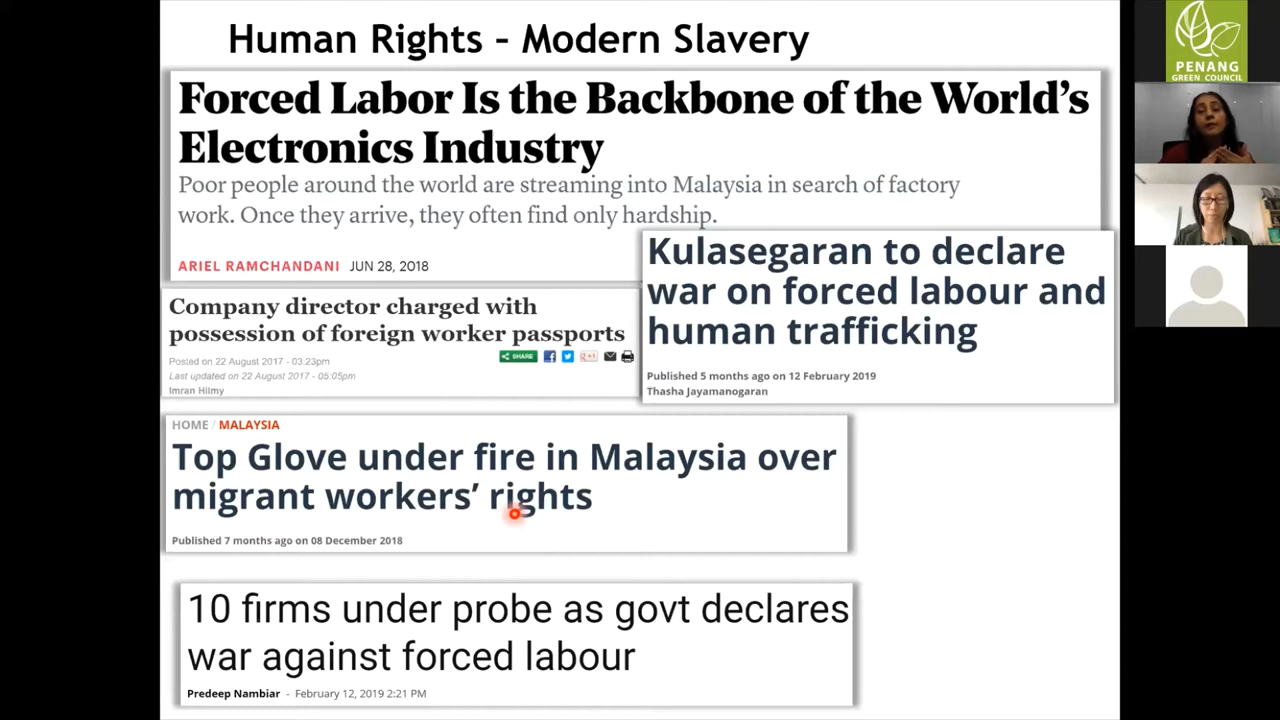 Human Rights – Modern Slavery
Forced Labor Is the Backbone of the World’s
Electronics Industry
Poor people around the world are streaming into Malaysia in search of factory
work. Once they arrive, they often find only hardship.
ARIEL RAMCHANDANI JUN 28, 2018
Kulasegaran to declare
war on forced labour and
human trafficking
Published 5 months ago on 12 February 2019
Thasha Jayamanogaran
Company director charged with
possession of foreign worker passports
Posted on 22 August 2017 - 03:23pm
Last updated on 22 August 2017 - 05:05pm
Imran Hilmy
SHARE
HOME / MALAYSIA
Top Glove under fire in Malaysia over
migrant workers’ rights
Published 7 months ago on 08 December 2018
10 firms under probe as govt declares
war against forced labour
Predeep Nambiar - February 12, 2019 2:21 PM
PENANG
GREEN COUNCIL